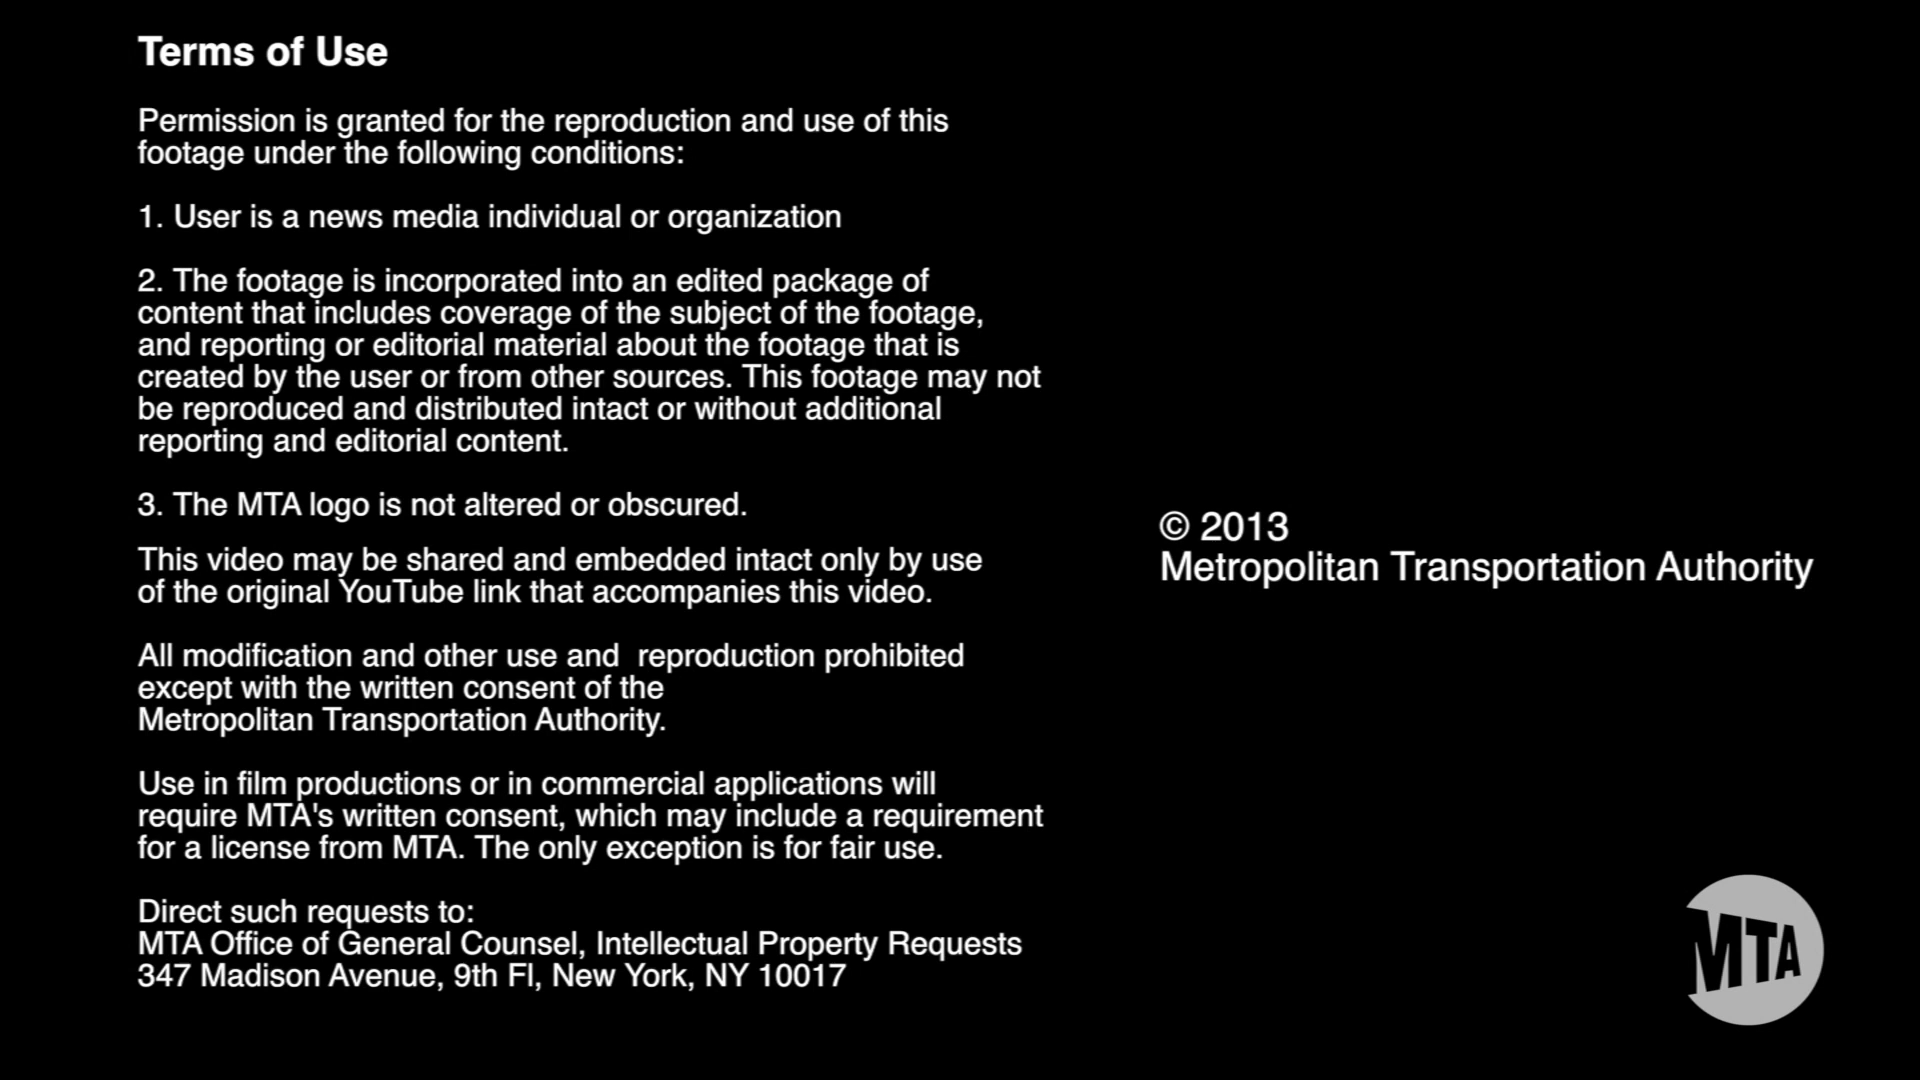 Terms of Use
Permission is granted for the reproduction and use of this
footage under the following conditions:
1. User is a news media individual or organization
2. The footage is incorporated into an edited package of
content that includes coverage of the subject of the footage,
and reporting or editorial material about the footage that is
created by the user or from other sources. This footage may not
be reproduced and distributed intact or without additional
reporting and editorial content.
3. The MTA logo is not altered or obscured.
This video may be shared and embedded intact only by use
of the original YouTube link that accompanies this video.
All modification and other use and  reproduction prohibited
except with the written consent of the
Metropolitan Transportation Authority.
Use in film productions or in commercial applications will
require MTA's written consent, which may include a requirement
for a license from MTA. The only exception is for fair use.
Direct such requests to:
MTA Office of General Counsel, Intellectual Property Requests
347 Madison Avenue, 9th Fl, New York, NY 10017
© 2013
Metropolitan Transportation Authority
MTA